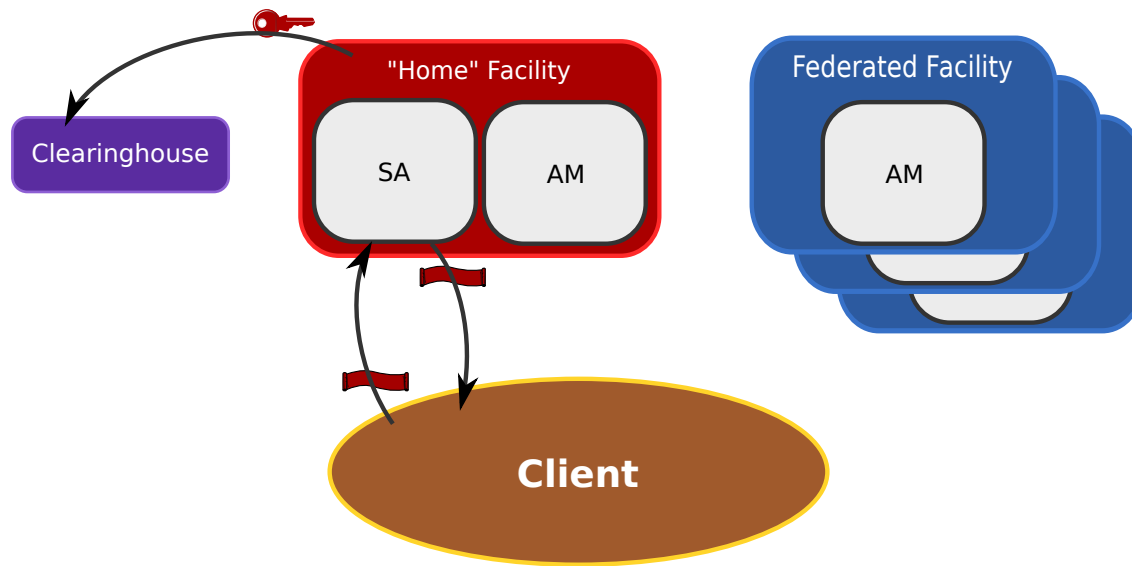 "Home" Facility
Federated Facility
Clearinghouse
SA
AM
AM
Client